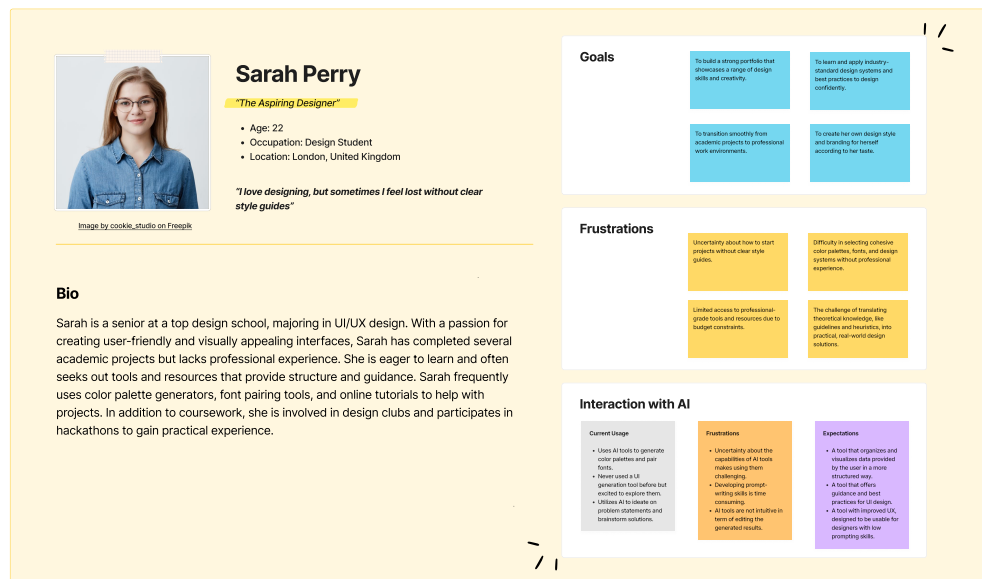 Sarah Perry
“The Aspiring Designer”
• Age: 22
• Occupation: Design Student
• Location: London, United Kingdom
“I love designing, but sometimes I feel lost without clear
style guides”
Image by cookie_studio on Freepik
Bio
Sarah is a senior at a top design school, majoring in UI/UX design. With a passion for
creating user-friendly and visually appealing interfaces, Sarah has completed several
academic projects but lacks professional experience. She is eager to learn and often
seeks out tools and resources that provide structure and guidance. Sarah frequently
uses color palette generators, font pairing tools, and online tutorials to help with
projects. In addition to coursework, she is involved in design clubs and participates in
hackathons to gain practical experience.
Goals
To build a strong portfolio that
showcases a range of design
skills and creativity.
To learn and apply industry-
standard design systems and
best practices to design
confidently.
To transition smoothly from
academic projects to professional
work environments.
To create her own design style
and branding for herself
according to her taste.
Frustrations
Uncertainty about how to start
projects without clear style
guides.
Difficulty in selecting cohesive
color palettes, fonts, and design
systems without professional
experience.
Limited access to professional-
grade tools and resources due to
budget constraints.
The challenge of translating
theoretical knowledge, like
guidelines and heuristics, into
practical, real-world design
solutions.
Interaction with AI
Current Usage
• Uses AI tools to generate
color palettes and pair
fonts.
• Never used a UI
generation tool before but
excited to explore them.
• Utilizes AI to ideate on
problem statements and
brainstorm solutions.
Frustrations
• Uncertainty about the
capabilities of AI tools
makes using them
challenging.
• Developing prompt-
writing skills is time
consuming.
• AI tools are not intuitive in
term of editing the
generated results.
Expectations
• A tool that organizes and
visualizes data provided
by the user in a more
structured way.
• A tool that offers
guidance and best
practices for UI design.
• A tool with improved UX,
designed to be usable for
designers with low
prompting skills.